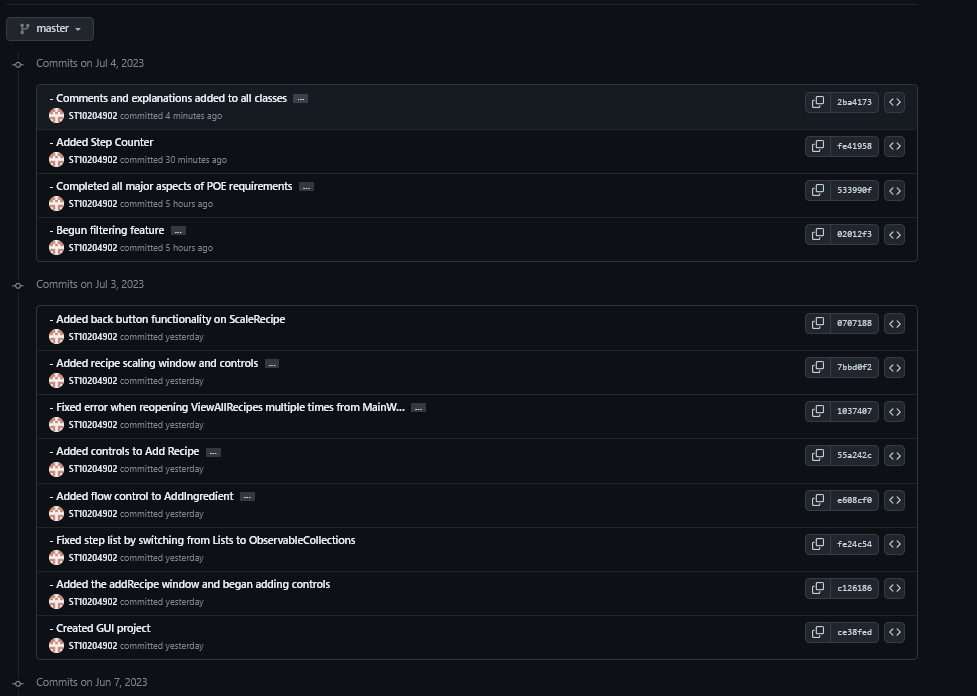 master
Commits on Jul 4, 2023
- Comments and explanations added to all classes ...
2ba4173
ST10204902 committed 4 minutes ago
- Added Step Counter
fe41958
ST10204902 committed 30 minutes ago
- Completed all major aspects of POE requirements ...
533990f
ST10204902 committed 5 hours ago
- Begun filtering feature ...
02012f3
ST10204902 committed 5 hours ago
Commits on Jul 3, 2023
- Added back button functionality on ScaleRecipe
0707188
ST10204902 committed yesterday
- Added recipe scaling window and controls ...
7bbd0f2
ST10204902 committed yesterday
- Fixed error when reopening ViewAllRecipes multiple times from MainW... ...
1037407
ST10204902 committed yesterday
- Added controls to Add Recipe ...
55a242c
ST10204902 committed yesterday
- Added flow control to AddIngredient ...
e608cf0
ST10204902 committed yesterday
- Fixed step list by switching from Lists to ObservableCollections
fe24c54
ST10204902 committed yesterday
- Added the addRecipe window and began adding controls
c126186
ST10204902 committed yesterday
- Created GUI project
ce38fed
ST10204902 committed yesterday
Commits on Jun 7, 2023